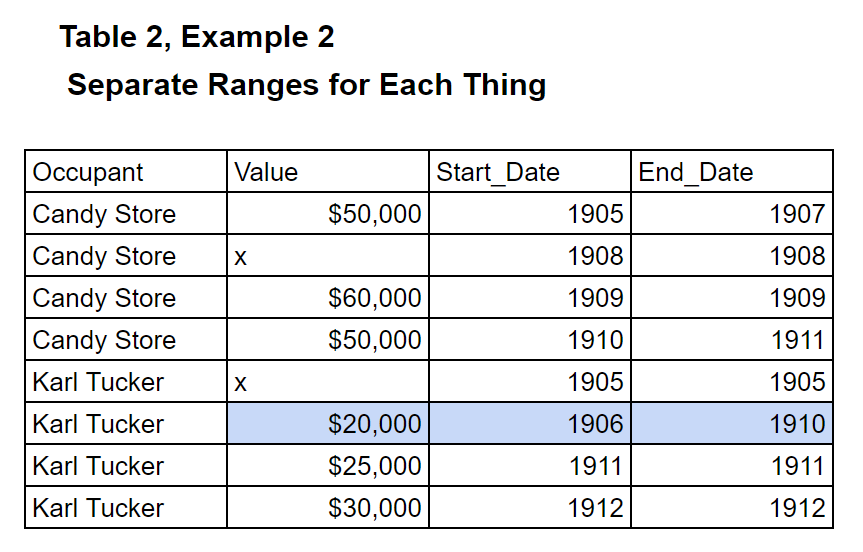 Table 2, Example 2
Separate Ranges for Each Thing
Occupant Value Start_Date End_Date
Candy Store $50,000 1905 1907
Candy Store x 1908 1908
Candy Store $60,000 1909 1909
Candy Store $50,000 1910 1911
Karl Tucker x 1905 1905
Karl Tucker $20,000 1906 1910
Karl Tucker $25,000 1911 1911
Karl Tucker $30,000 1912 1912